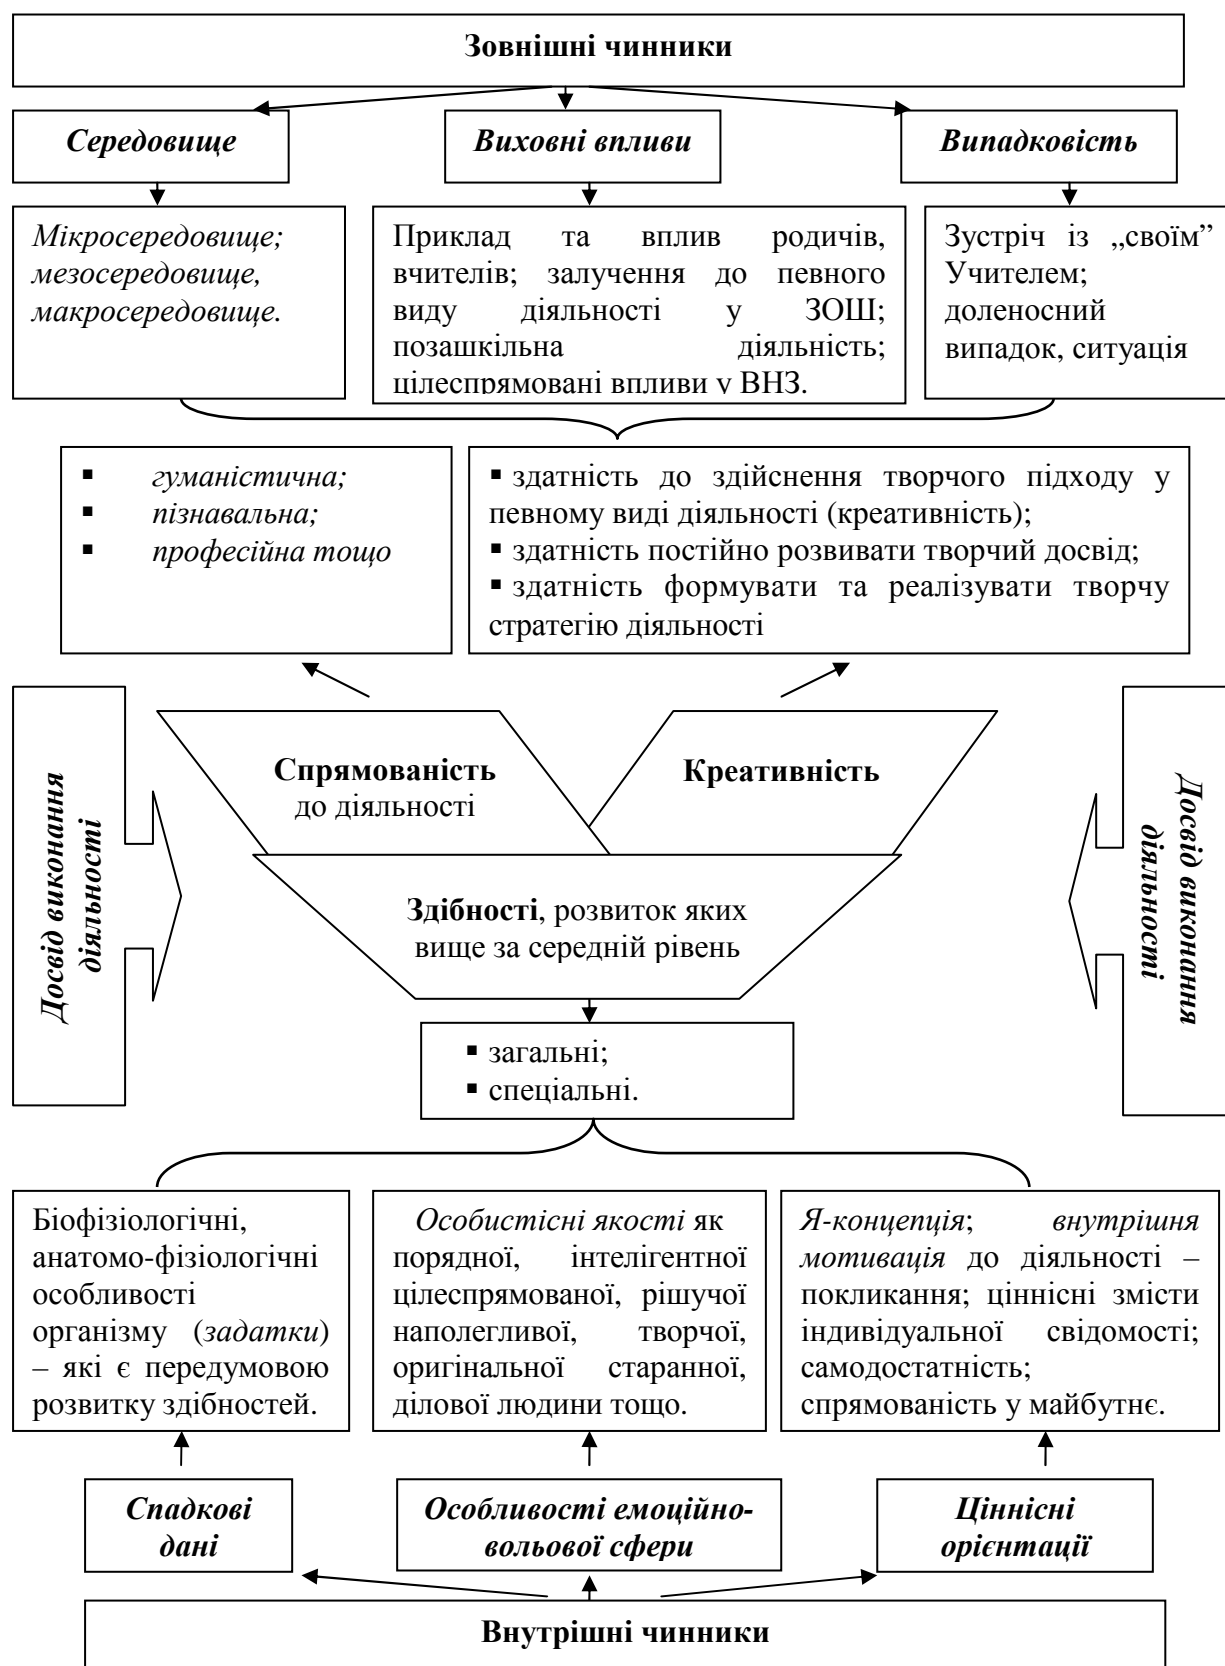 Зовнішні чинники
Середовище
Виховні впливи
Випадковість
Мікросередовище;
мезосередовище,
макросередовище.
Приклад та вплив родичів,
вчителів; залучення до певного
виду діяльності у ЗОШ;
позашкільна діяльність;
цілеспрямовані впливи у ВНЗ.
Зустріч із „своїм”
Учителем;
доленосний
випадок, ситуація
▪ гуманістична;
▪ пізнавальна;
▪ професійна тощо
▪ здатність до здійснення творчого підходу у
певному виді діяльності (креативність);
▪ здатність постійно розвивати творчий досвід;
▪ здатність формувати та реалізувати творчу
стратегію діяльності
Досвід виконання
діяльності
Спрямованість
до діяльності
Креативність
Здібності, розвиток яких
вище за середній рівень
Досвід виконання
діяльності
▪ загальні;
▪ спеціальні.
Біофізіологічні,
анатомо-фізіологічні
особливості
організму (задатки)
– які є передумовою
розвитку здібностей.
Особистісні якості як
порядної, інтелігентної
цілеспрямованої, рішучої
наполегливої, творчої,
оригінальної старанної,
ділової людини тощо.
Я-концепція; внутрішня
мотивація до діяльності –
покликання; ціннісні змісти
індивідуальної свідомості;
самодостатність;
спрямованість у майбутнє.
Спадкові
дані
Особливості емоційно-
вольової сфери
Ціннісні
орієнтації
Внутрішні чинники